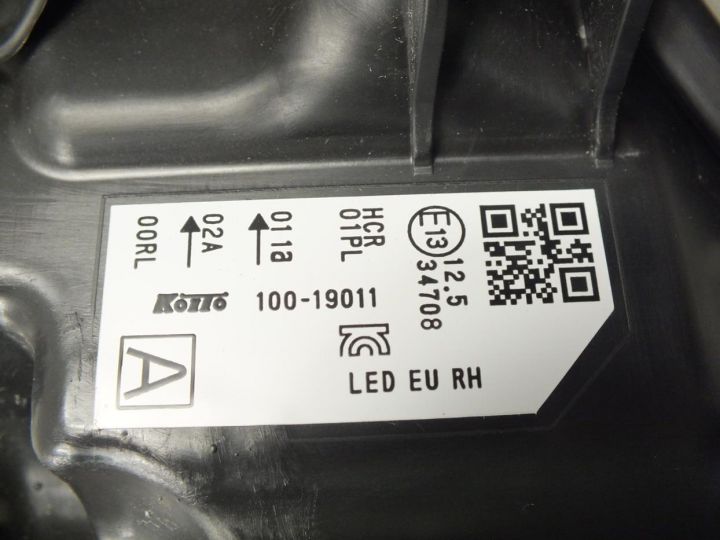 HCR
01PL
01 1a
02A
00RL
E13
12.5
34708
KOITO 100-19011
A
LED EU RH